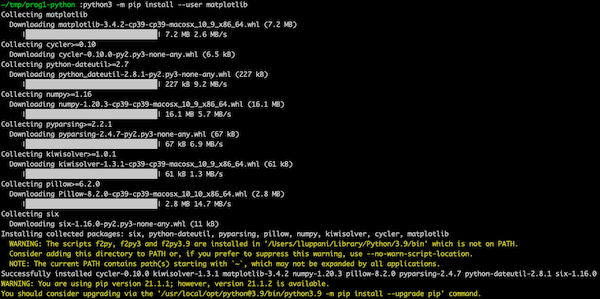 ~/tmp/prog1-python :python3 -m pip install --user matplotlib
Collecting matplotlib
Downloading matplotlib-3.4.2-cp39-cp39-macosx_10_9_x86_64.whl (7.2 MB)
| | 7.2 MB 2.6 MB/s
Collecting cycler>=0.10
Downloading cycler-0.10.0-py2.py3-none-any.whl (6.5 kB)
Collecting python-dateutil>=2.7
Downloading python_dateutil-2.8.1-py2.py3-none-any.whl (227 kB)
| | 227 kB 9.2 MB/s
Collecting numpy>=1.16
Downloading numpy-1.20.3-cp39-cp39-macosx_10_9_x86_64.whl (16.1 MB)
| | 16.1 MB 5.7 MB/s
Collecting pyparsing>=2.2.1
Downloading pyparsing-2.4.7-py2.py3-none-any.whl (67 kB)
| | 67 kB 6.9 MB/s
Collecting kiwisolver>=1.0.1
Downloading kiwisolver-1.3.1-cp39-cp39-macosx_10_9_x86_64.whl (61 kB)
| | 61 kB 1.3 MB/s
Collecting pillow>=6.2.0
Downloading Pillow-8.2.0-cp39-cp39-macosx_10_10_x86_64.whl (2.8 MB)
| | 2.8 MB 14.7 MB/s
Collecting six
Downloading six-1.16.0-py2.py3-none-any.whl (11 kB)
Installing collected packages: six, python-dateutil, pyparsing, pillow, numpy, kiwisolver, cycler, matplotlib
WARNING: The scripts f2py, f2py3 and f2py3.9 are installed in '/Users/lluppani/Library/Python/3.9/bin' which is not on PATH.
Consider adding this directory to PATH or, if you prefer to suppress this warning, use --no-warn-script-location.
NOTE: The current PATH contains path(s) starting with `~`, which may not be expanded by all applications.
Successfully installed cycler-0.10.0 kiwisolver-1.3.1 matplotlib-3.4.2 numpy-1.20.3 pillow-8.2.0 pyparsing-2.4.7 python-dateutil-2.8.1 six-1.16.0
WARNING: You are using pip version 21.1.1; however, version 21.1.2 is available.
You should consider upgrading via the '/usr/local/opt/python@3.9/bin/python3.9 -m pip install --upgrade pip' command.